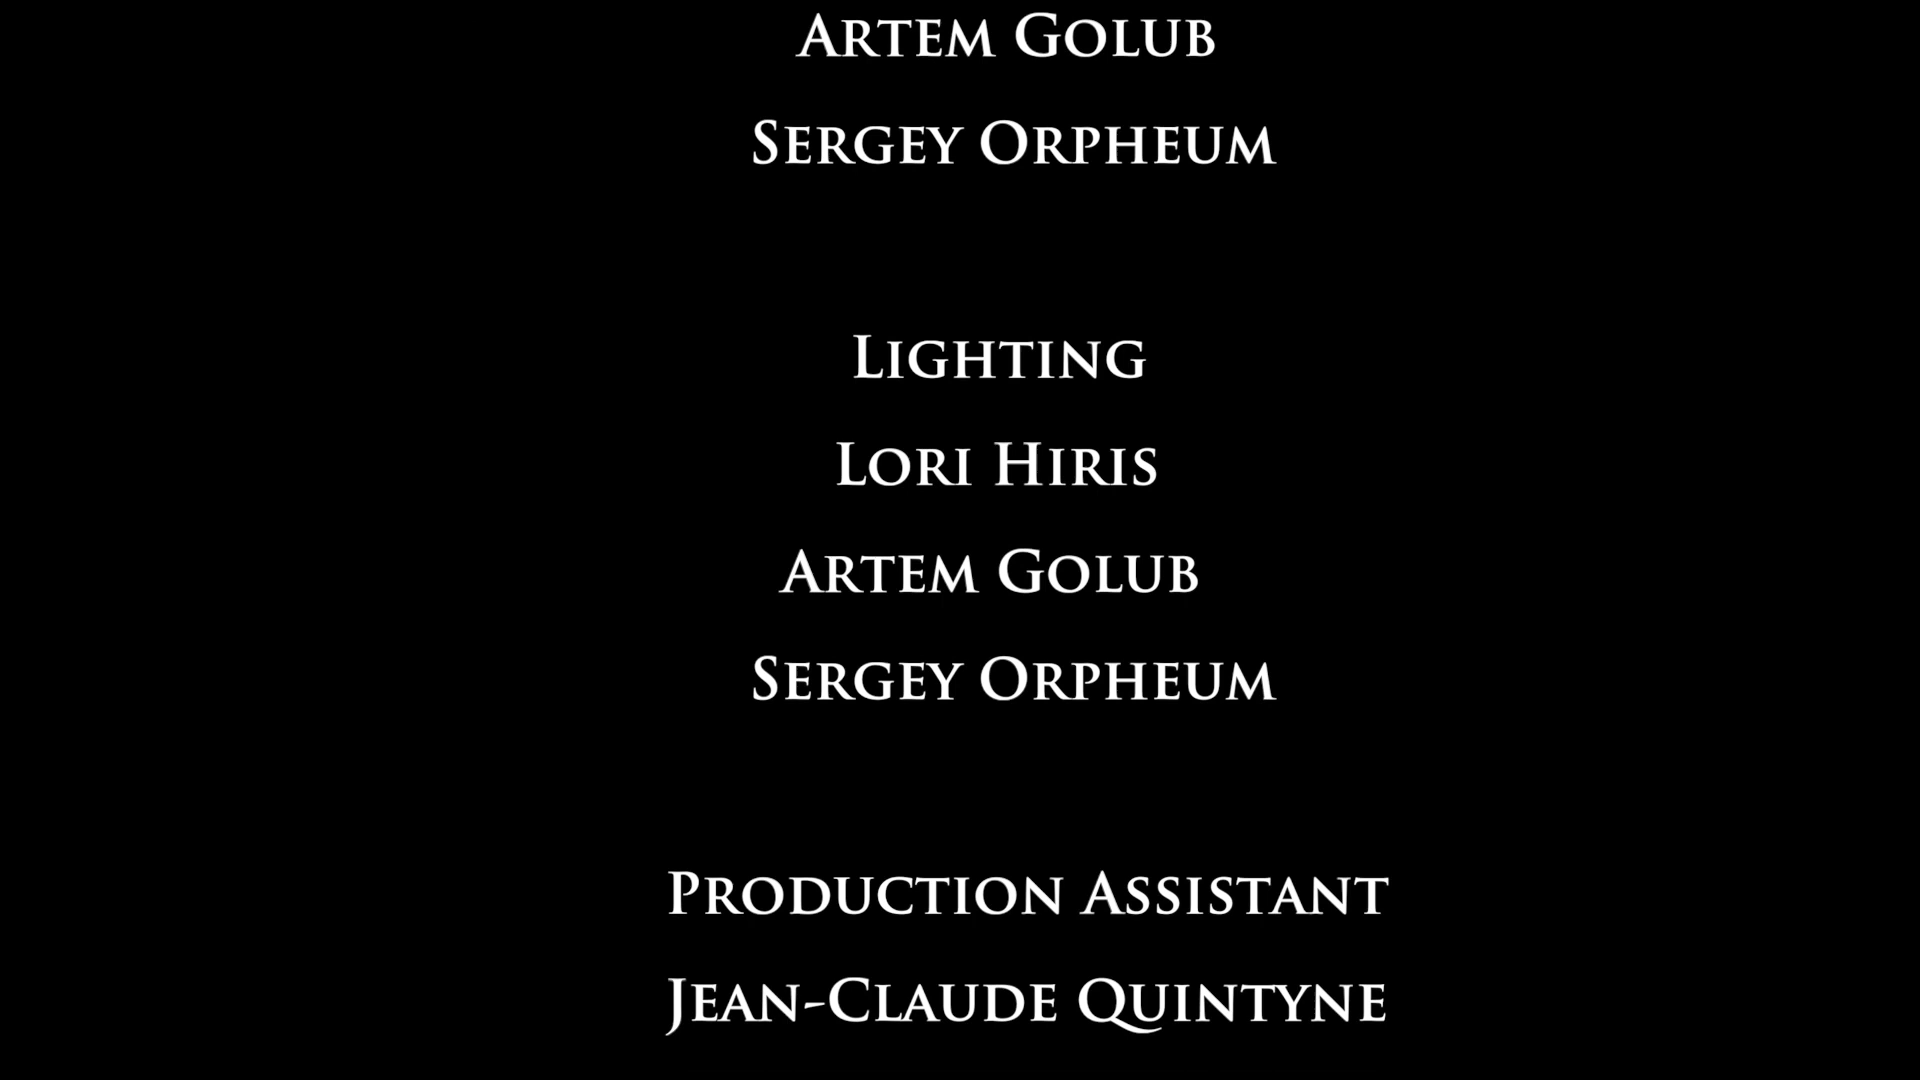 Artem Golub
Sergey Orpheum
Lighting
Lori Hiris
Artem Golub
Sergey Orpheum
Production Assistant
Jean-Claude Quintyne